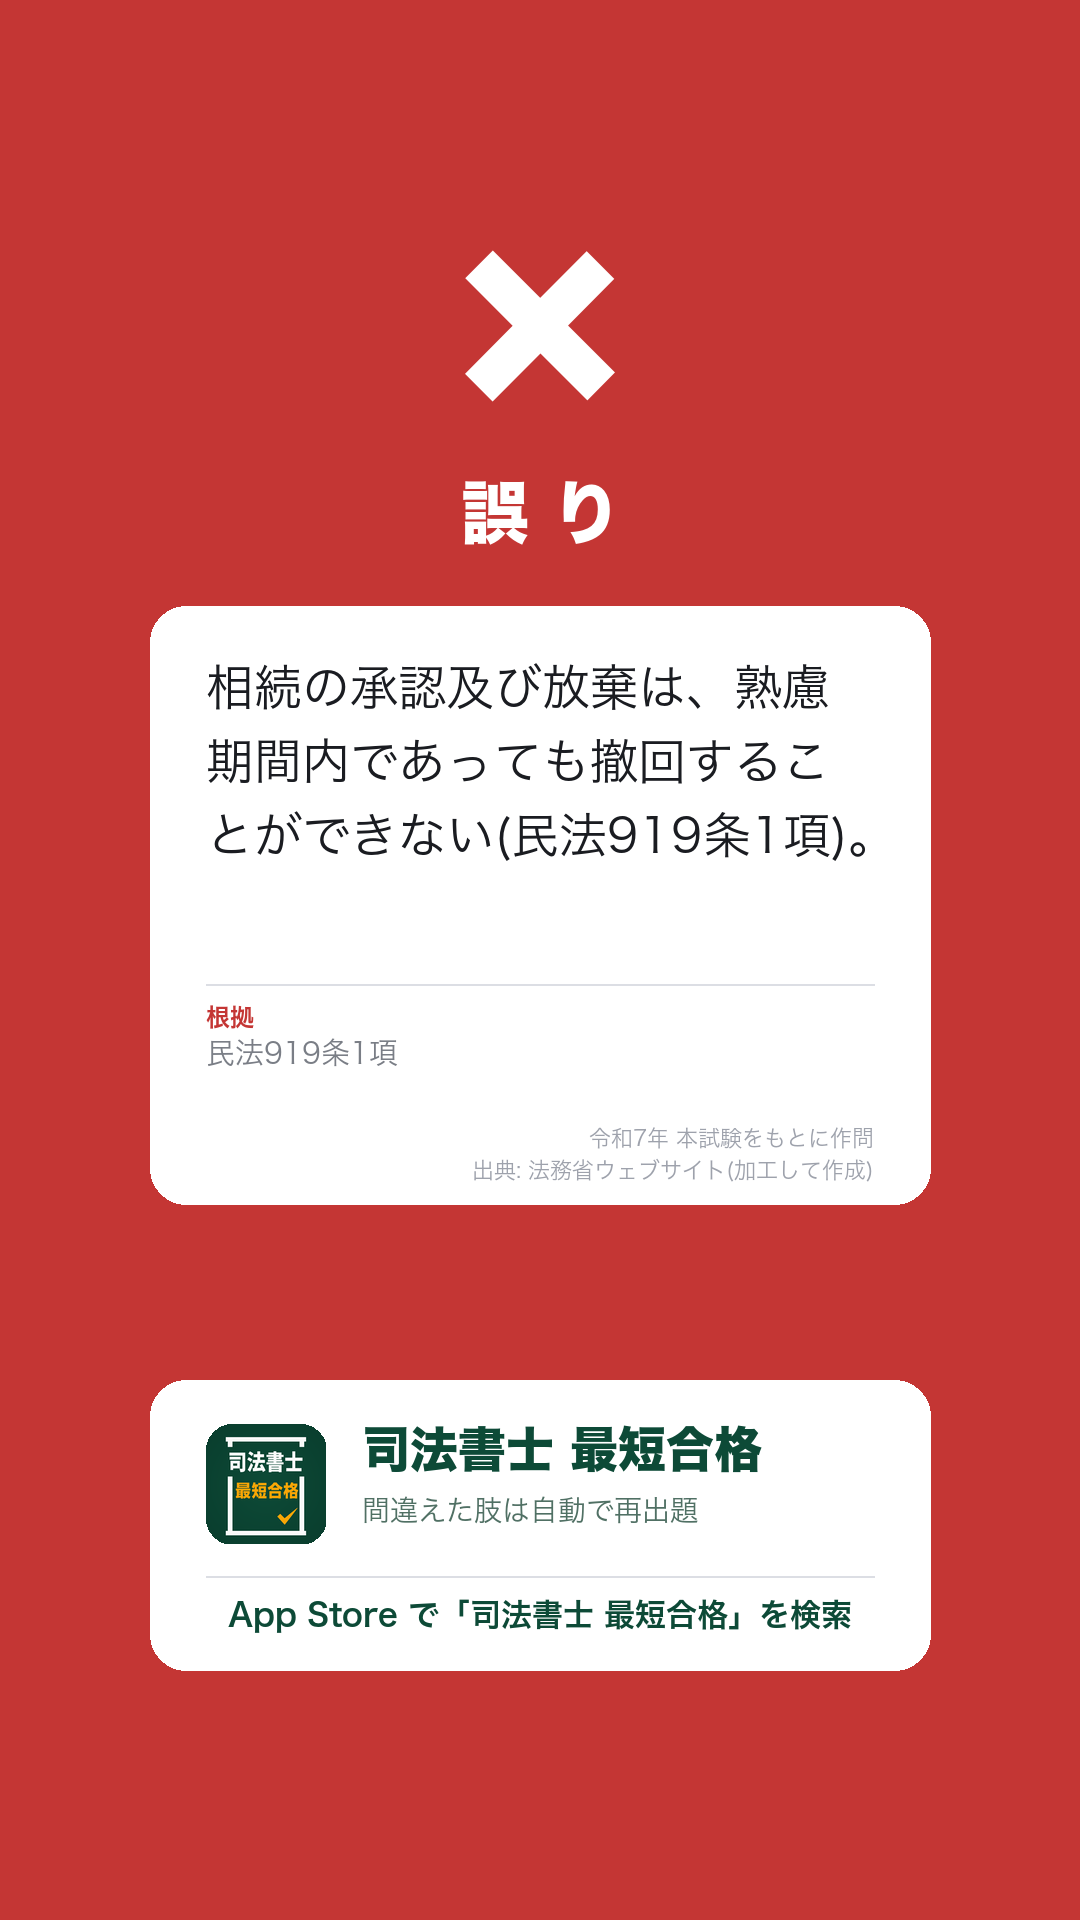 ×
誤り
相続の承認及び放棄は、熟慮
期間内であっても撤回するこ
とができない(民法919条1項)。
根拠
民法919条1項
令和7年 本試験をもとに作問
出典: 法務省ウェブサイト(加工して作成)
司法書士
最短合格
司法書士 最短合格
間違えた肢は自動で再出題
App Store で「司法書士 最短合格」を検索